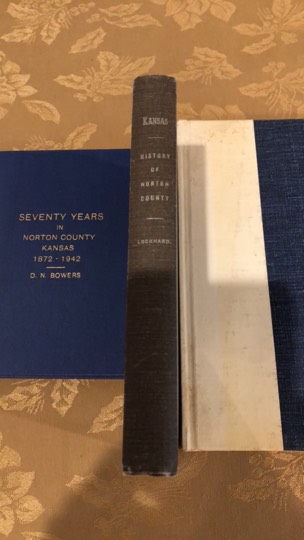 SEVENTY YEARS
IN
NORTON COUNTY
KANSAS
1872 - 1942
D. N. BOWERS
KANSAS
HISTORY
OF
NORTON
COUNTY
LOCKHARD